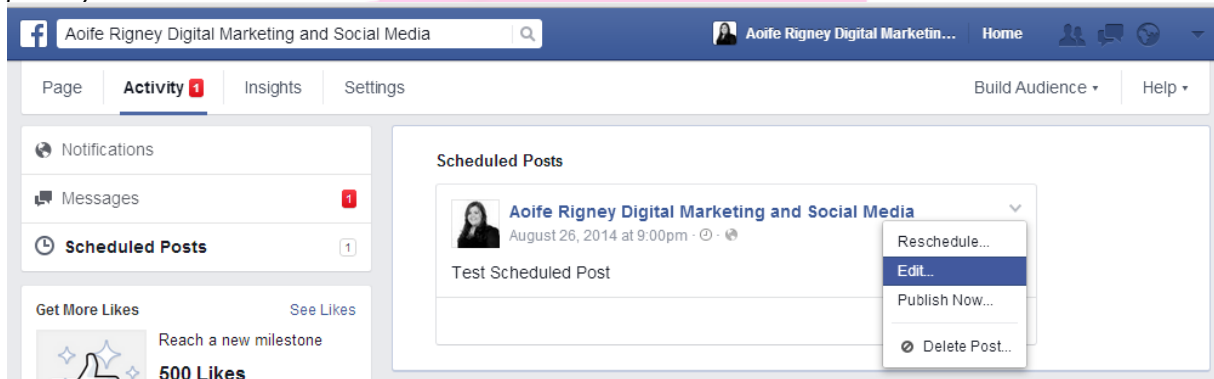 f Aoife Rigney Digital Marketing and Social Media Aoife Rigney Digital Marketin... Home
Page Activity 1 Insights Settings Build Audience Help
Notifications
Messages 1
Scheduled Posts 1
Get More Likes See Likes
Reach a new milestone
500 Likes
Scheduled Posts
Aoife Rigney Digital Marketing and Social Media
August 26, 2014 at 9:00pm
Test Scheduled Post
Reschedule...
Edit...
Publish Now...
Delete Post...